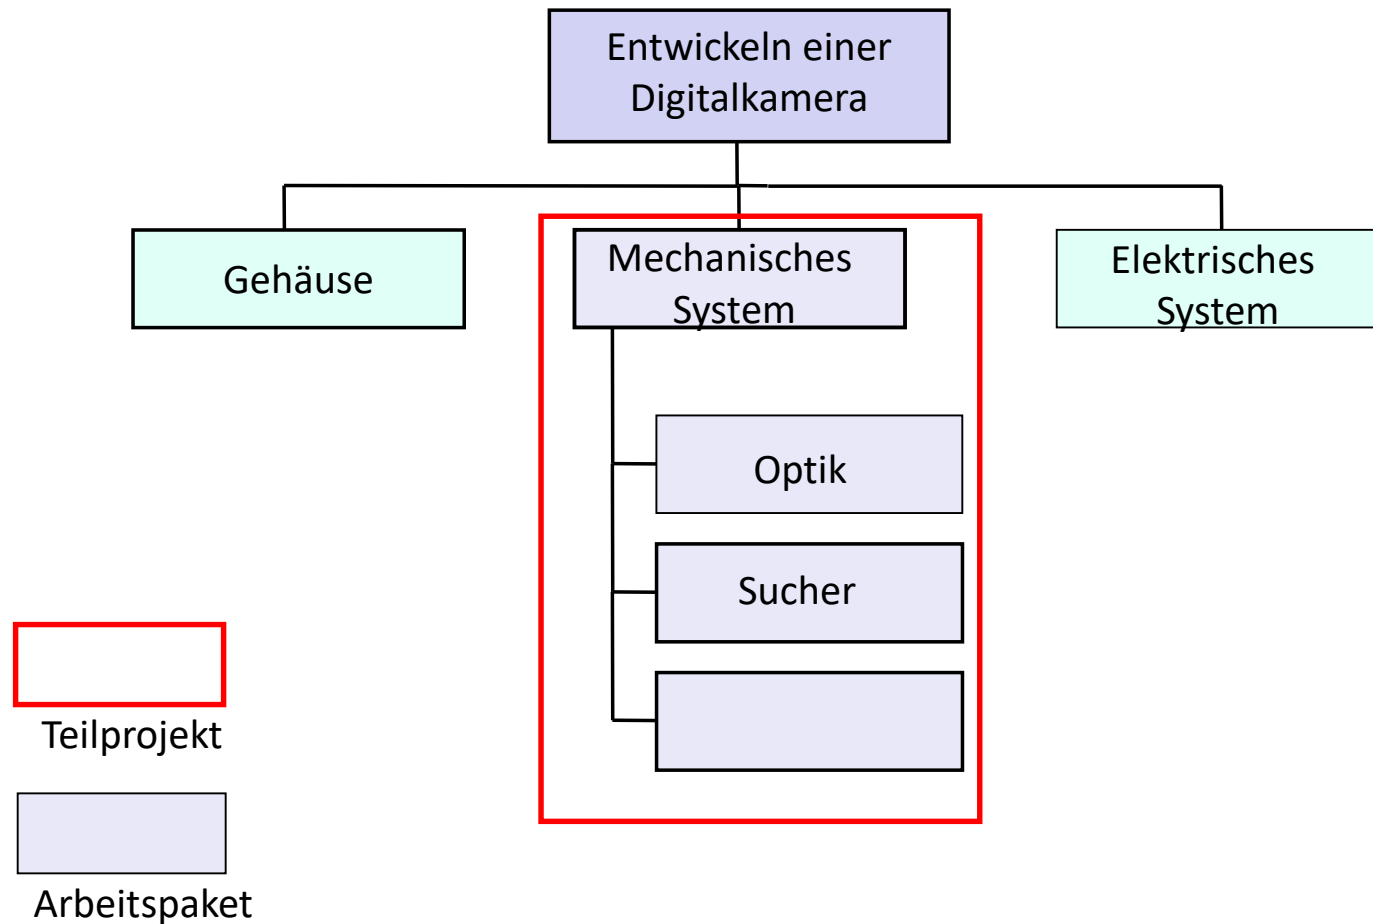 Entwickeln einer
Digitalkamera
Gehäuse
Mechanisches
System
Elektrisches
System
Optik
Sucher
Teilprojekt
Arbeitspaket